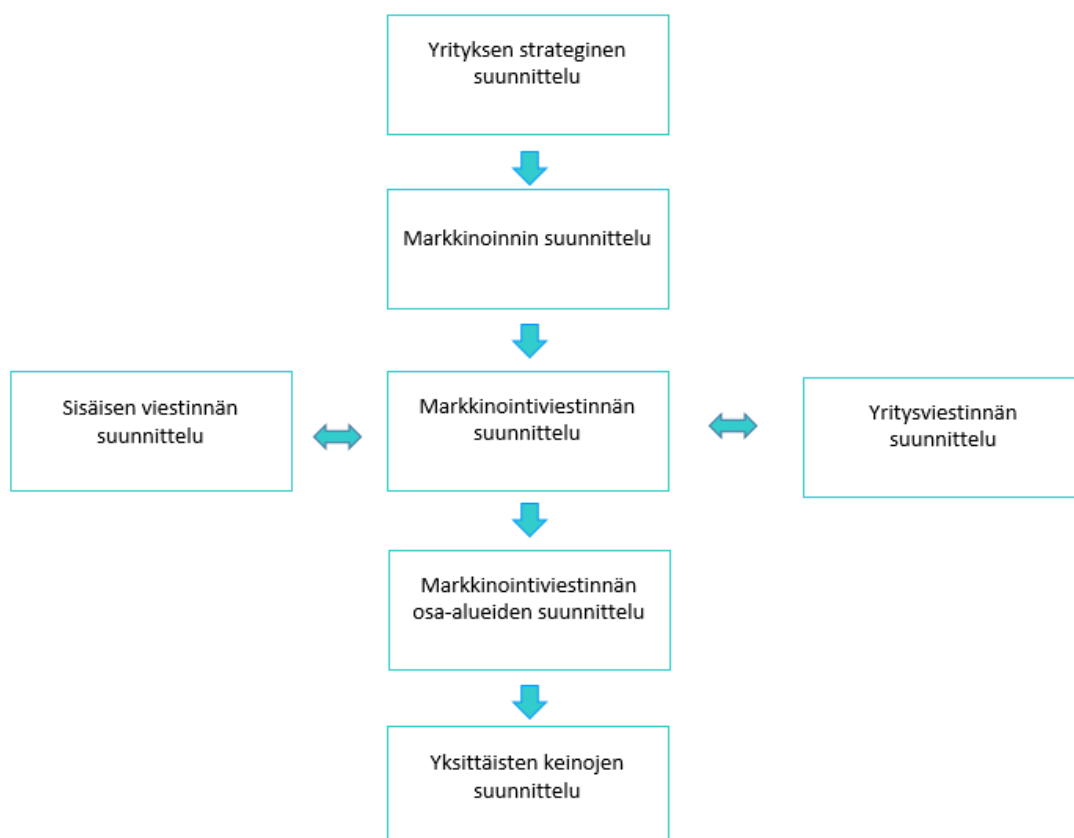 Yrityksen strateginen
suunnittelu
Markkinoinnin suunnittelu
Sisäisen viestinnän
suunnittelu
Markkinointiviestinnän
suunnittelu
Yritysviestinnän
suunnittelu
Markkinointiviestinnän
osa-alueiden suunnittelu
Yksittäisten keinojen
suunnittelu